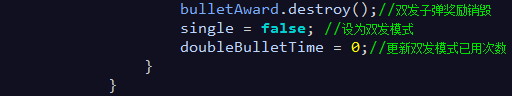 bulletAward.destroy();//双发子弹奖励销毁
single = false; //设为双发模式
doubleBulletTime = 0;//更新双发模式已用次数
}
}